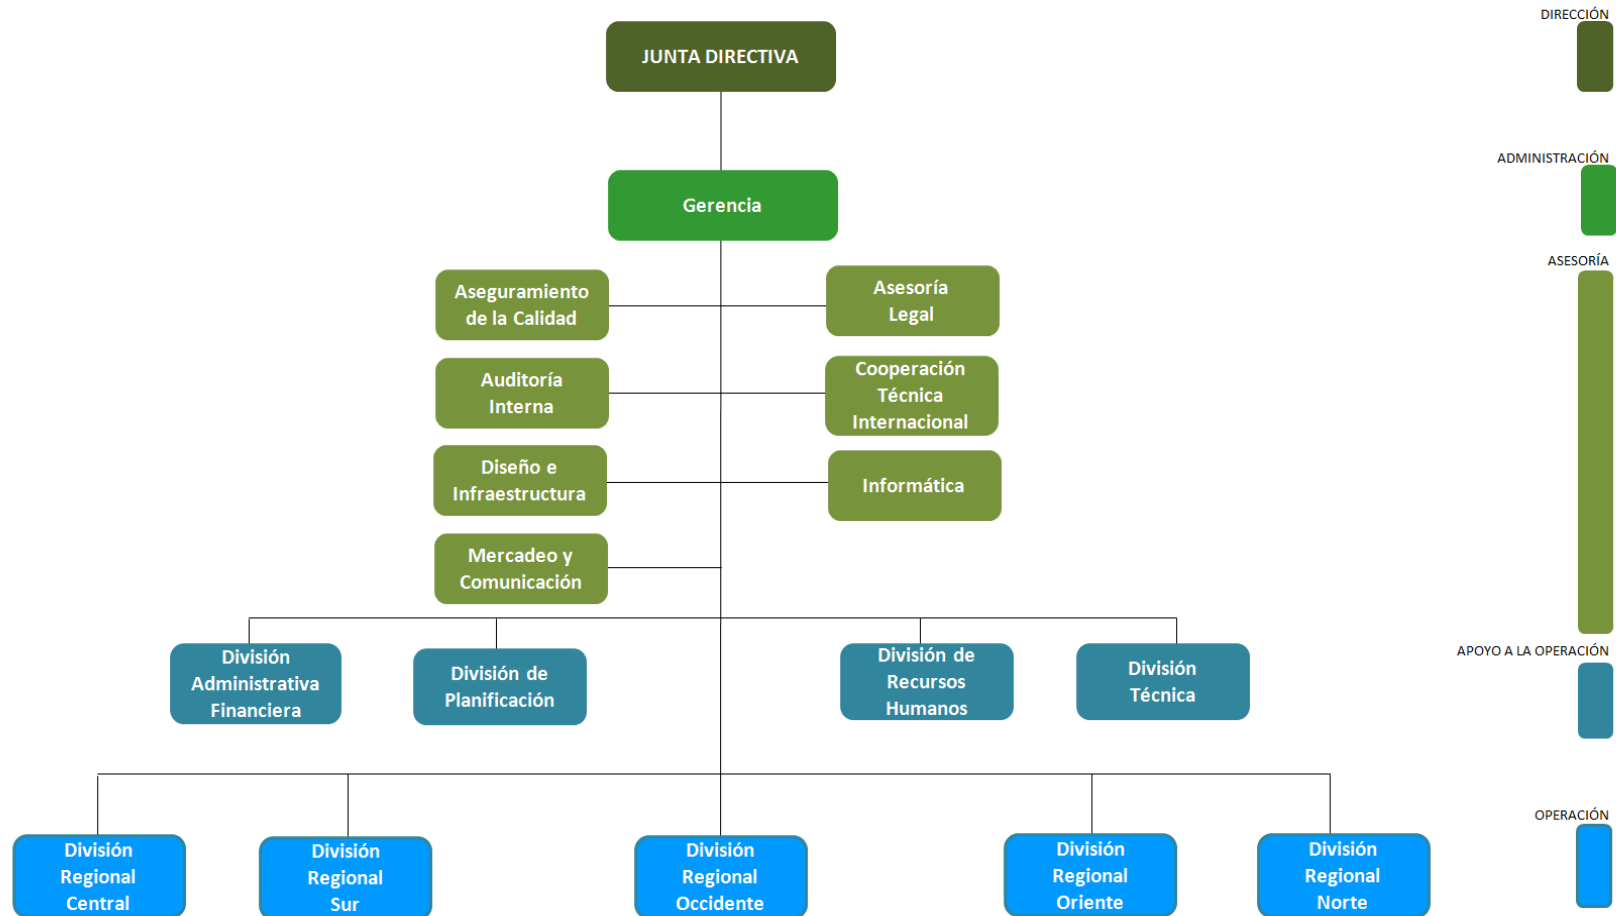 DIRECCIÓN
JUNTA DIRECTIVA
ADMINISTRACIÓN
Gerencia
ASESORÍA
Aseguramiento
de la Calidad
Asesoría
Legal
Auditoría
Interna
Cooperación
Técnica
Internacional
Diseño e
Infraestructura
Informática
Mercadeo y
Comunicación
APOYO A LA OPERACIÓN
División
Administrativa
Financiera
División de
Planificación
División de
Recursos
Humanos
División
Técnica
OPERACIÓN
División
Regional
Central
División
Regional
Sur
División
Regional
Occidente
División
Regional
Oriente
División
Regional
Norte